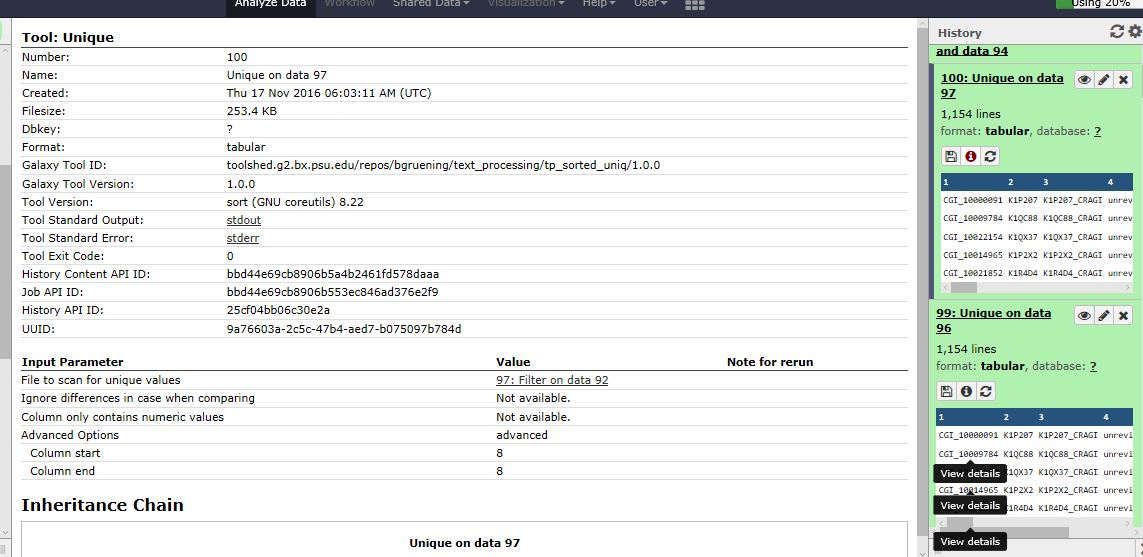 Analyze Data Workflow Shared Data Visualization Help User Using 20%
Tool: Unique
Number: 100
Name: Unique on data 97
Created: Thu 17 Nov 2016 06:03:11 AM (UTC)
Filesize: 253.4 KB
Dbkey: ?
Format: tabular
Galaxy Tool ID: toolshed.g2.bx.psu.edu/repos/bgruening/text_processing/tp_sorted_uniq/1.0.0
Galaxy Tool Version: 1.0.0
Tool Version: sort (GNU coreutils) 8.22
Tool Standard Output: stdout
Tool Standard Error: stderr
Tool Exit Code: 0
History Content API ID: bbd44e69cb8906b5a4b2461fd578daaa
Job API ID: bbd44e69cb8906b553ec846ad376e2f9
History API ID: 25cf04bb06c30e2a
UUID: 9a76603a-2c5c-47b4-aed7-b075097b784d
Input Parameter Value Note for rerun
File to scan for unique values 97: Filter on data 92
Ignore differences in case when comparing Not available.
Column only contains numeric values Not available.
Advanced Options advanced
Column start 8
Column end 8
Inheritance Chain
Unique on data 97
History
and data 94
100: Unique on data
97
1,154 lines
format: tabular, database: ?
1 2 3 4
CGI_10000091 K1P207 K1P207_CRAGI unrevi
CGI_10009784 K1QC88 K1QC88_CRAGI unrevi
CGI_10022154 K1QX37 K1QX37_CRAGI unrevi
CGI_10014965 K1P2X2 K1P2X2_CRAGI unrevi
CGI_10021852 K1R4D4 K1R4D4_CRAGI unrevi
99: Unique on data
96
1,154 lines
format: tabular, database: ?
1 2 3 4
CGI_10000091 K1P207 K1P207_CRAGI unrevi
CGI_10009784 K1QC88 K1QC88_CRAGI unrevi
View details K1QX37 K1QX37_CRAGI unrevi
CGI_10014965 K1P2X2 K1P2X2_CRAGI unrevi
View details K1R4D4 K1R4D4_CRAGI unrevi
View details